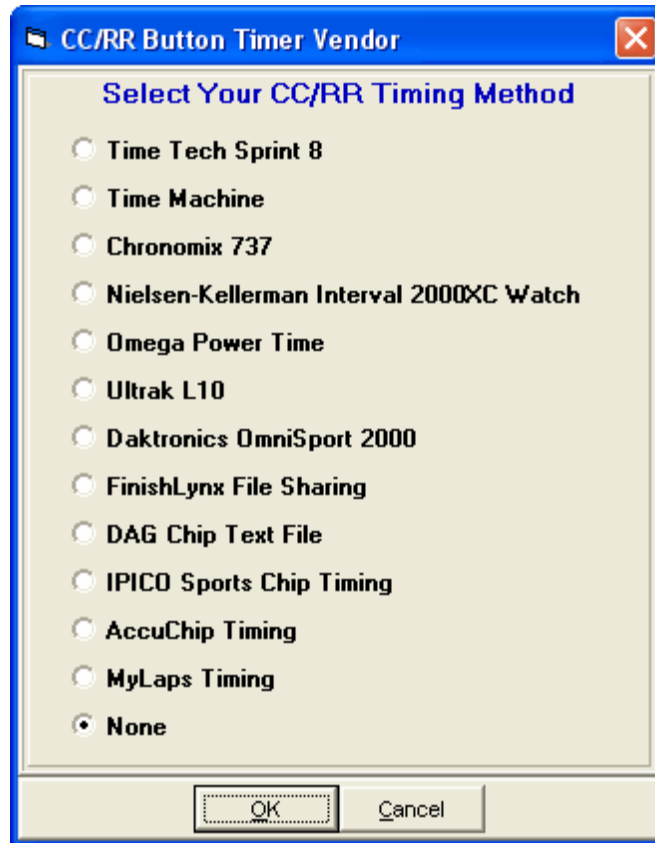 CC/RR Button Timer Vendor
Select Your CC/RR Timing Method
Time Tech Sprint 8
Time Machine
Chronomix 737
Nielsen-Kellerman Interval 2000XC Watch
Omega Power Time
Ultrak L10
Daktronics OmniSport 2000
FinishLynx File Sharing
DAG Chip Text File
IPICO Sports Chip Timing
AccuChip Timing
MyLaps Timing
None
OK Cancel